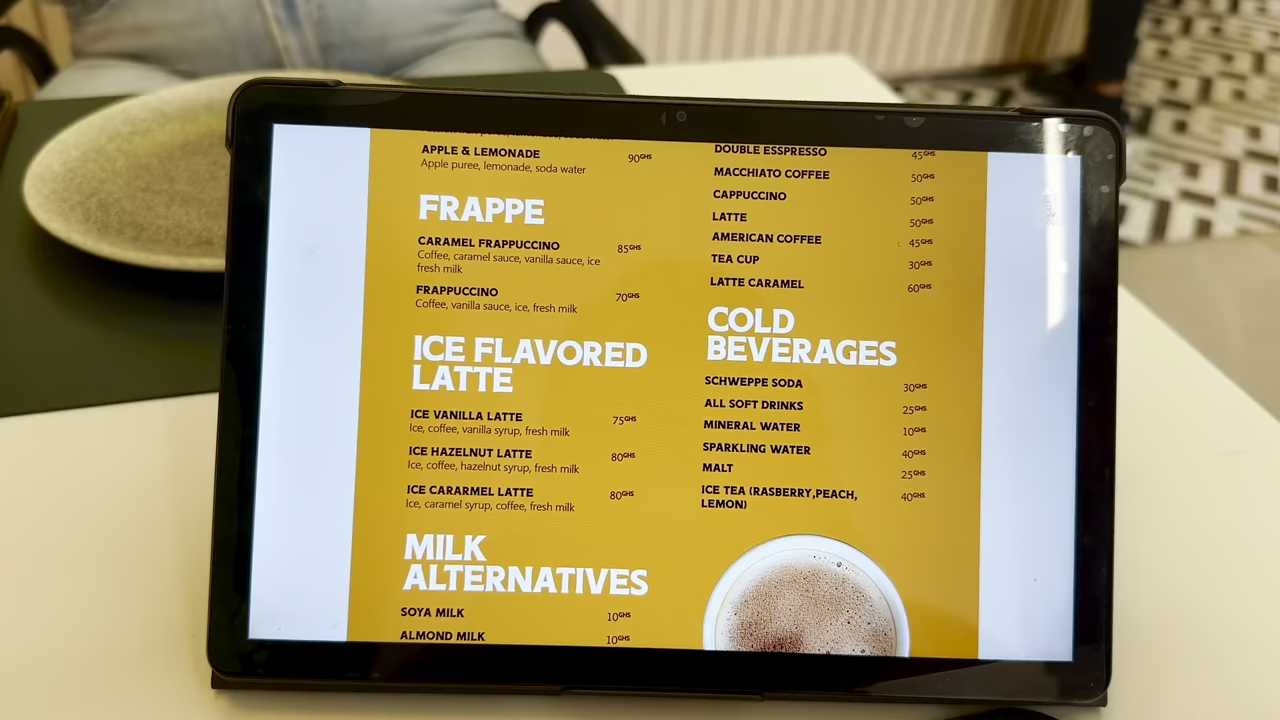 APPLE & LEMONADE 90GHS
Apple puree, lemonade, soda water
FRAPPE
CARAMEL FRAPPUCCINO 85GHS
Coffee, caramel sauce, vanilla sauce, ice
fresh milk
FRAPPUCCINO 70GHS
Coffee, vanilla sauce, ice, fresh milk
ICE FLAVORED
LATTE
ICE VANILLA LATTE 75GHS
Ice, coffee, vanilla syrup, fresh milk
ICE HAZELNUT LATTE 80GHS
Ice, coffee, hazelnut syrup, fresh milk
ICE CARARMEL LATTE 80GHS
Ice, caramel syrup, coffee, fresh milk
MILK
ALTERNATIVES
SOYA MILK 10GHS
ALMOND MILK 10GHS
DOUBLE ESSPRESSO 45GHS
MACCHIATO COFFEE 50GHS
CAPPUCCINO 50GHS
LATTE 50GHS
AMERICAN COFFEE 45GHS
TEA CUP 30GHS
LATTE CARAMEL 60GHS
COLD
BEVERAGES
SCHWEPPE SODA 30GHS
ALL SOFT DRINKS 25GHS
MINERAL WATER 10GHS
SPARKLING WATER 40GHS
MALT 25GHS
ICE TEA (RASBERRY,PEACH, 40GHS
LEMON)